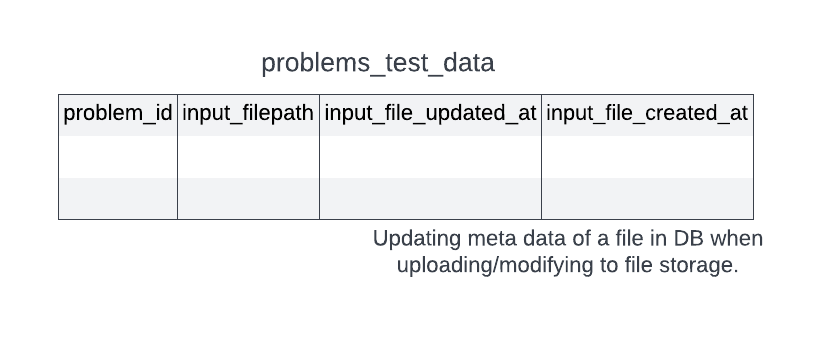 problems_test_data
problem_id input_filepath input_file_updated_at input_file_created_at
Updating meta data of a file in DB when
uploading/modifying to file storage.